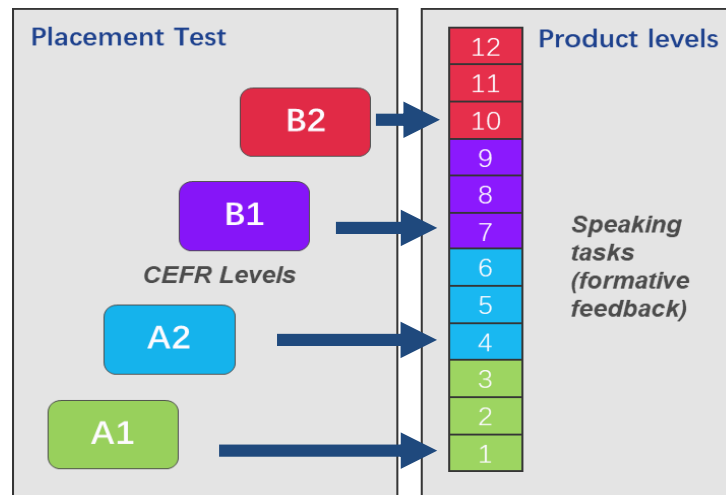 Placement Test
B2
B1
CEFR Levels
A2
A1
Product levels
12
11
10
9
8
7
6
5
4
3
2
1
Speaking
tasks
(formative
feedback)